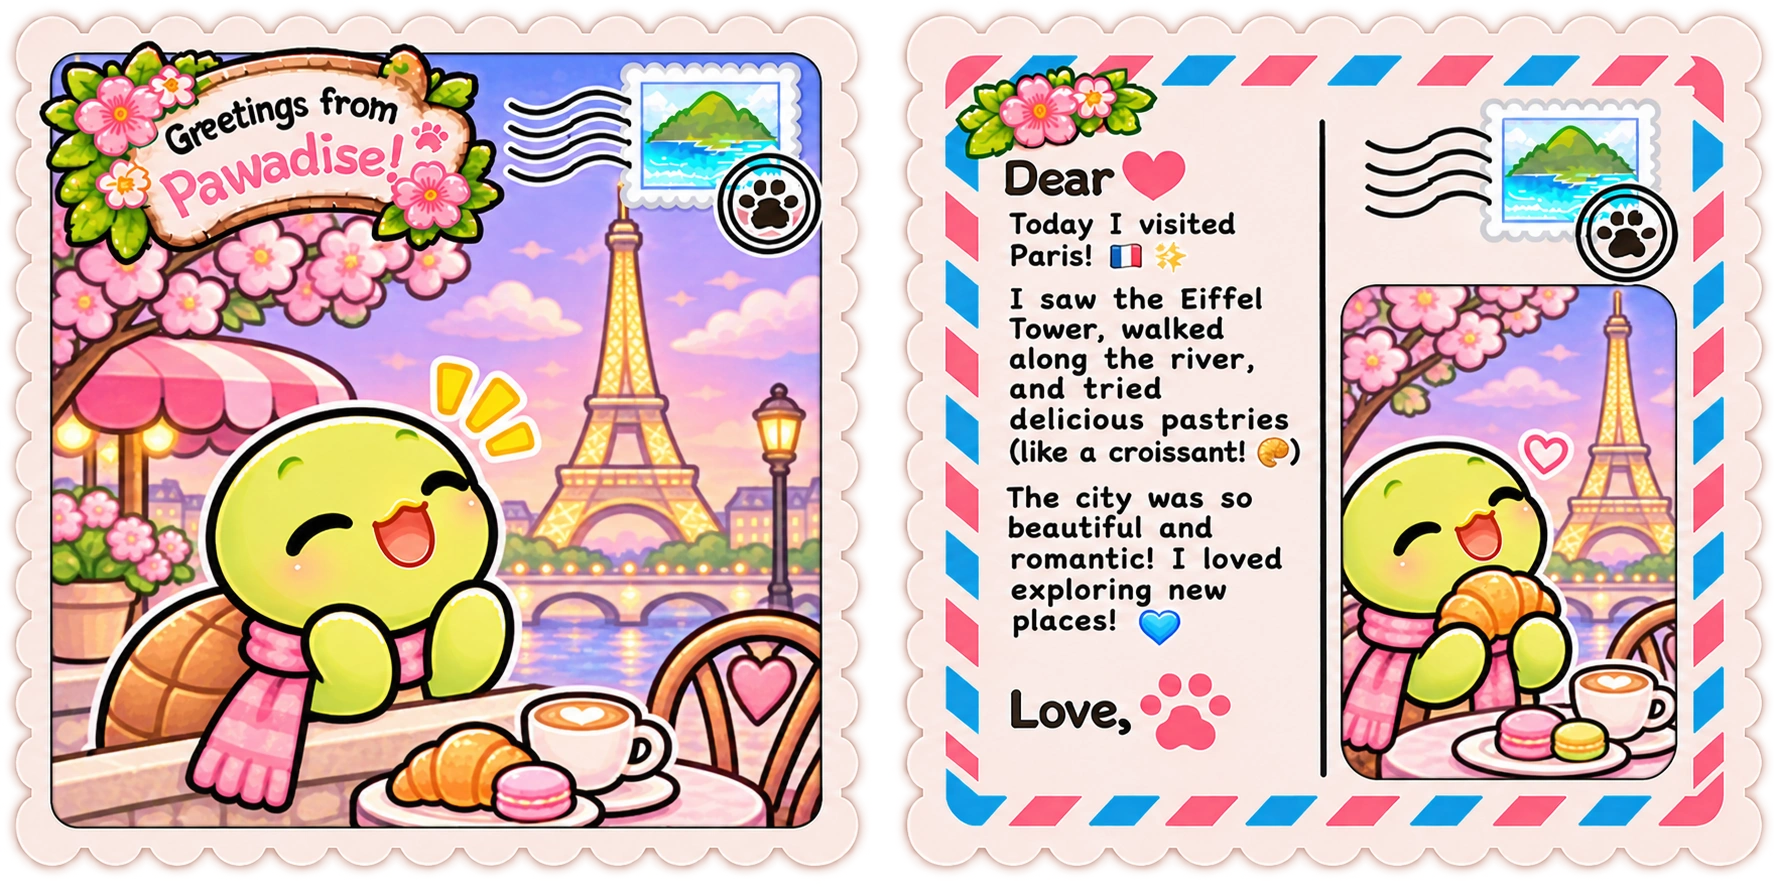 Greetings from
Pawadise!
Dear
Today I visited
Paris! 🇫🇷 ✨
I saw the Eiffel
Tower, walked
along the river,
and tried
delicious pastries
(like a croissant! 🥐)
The city was so
beautiful and
romantic! I loved
exploring new
places! 💙
Love,